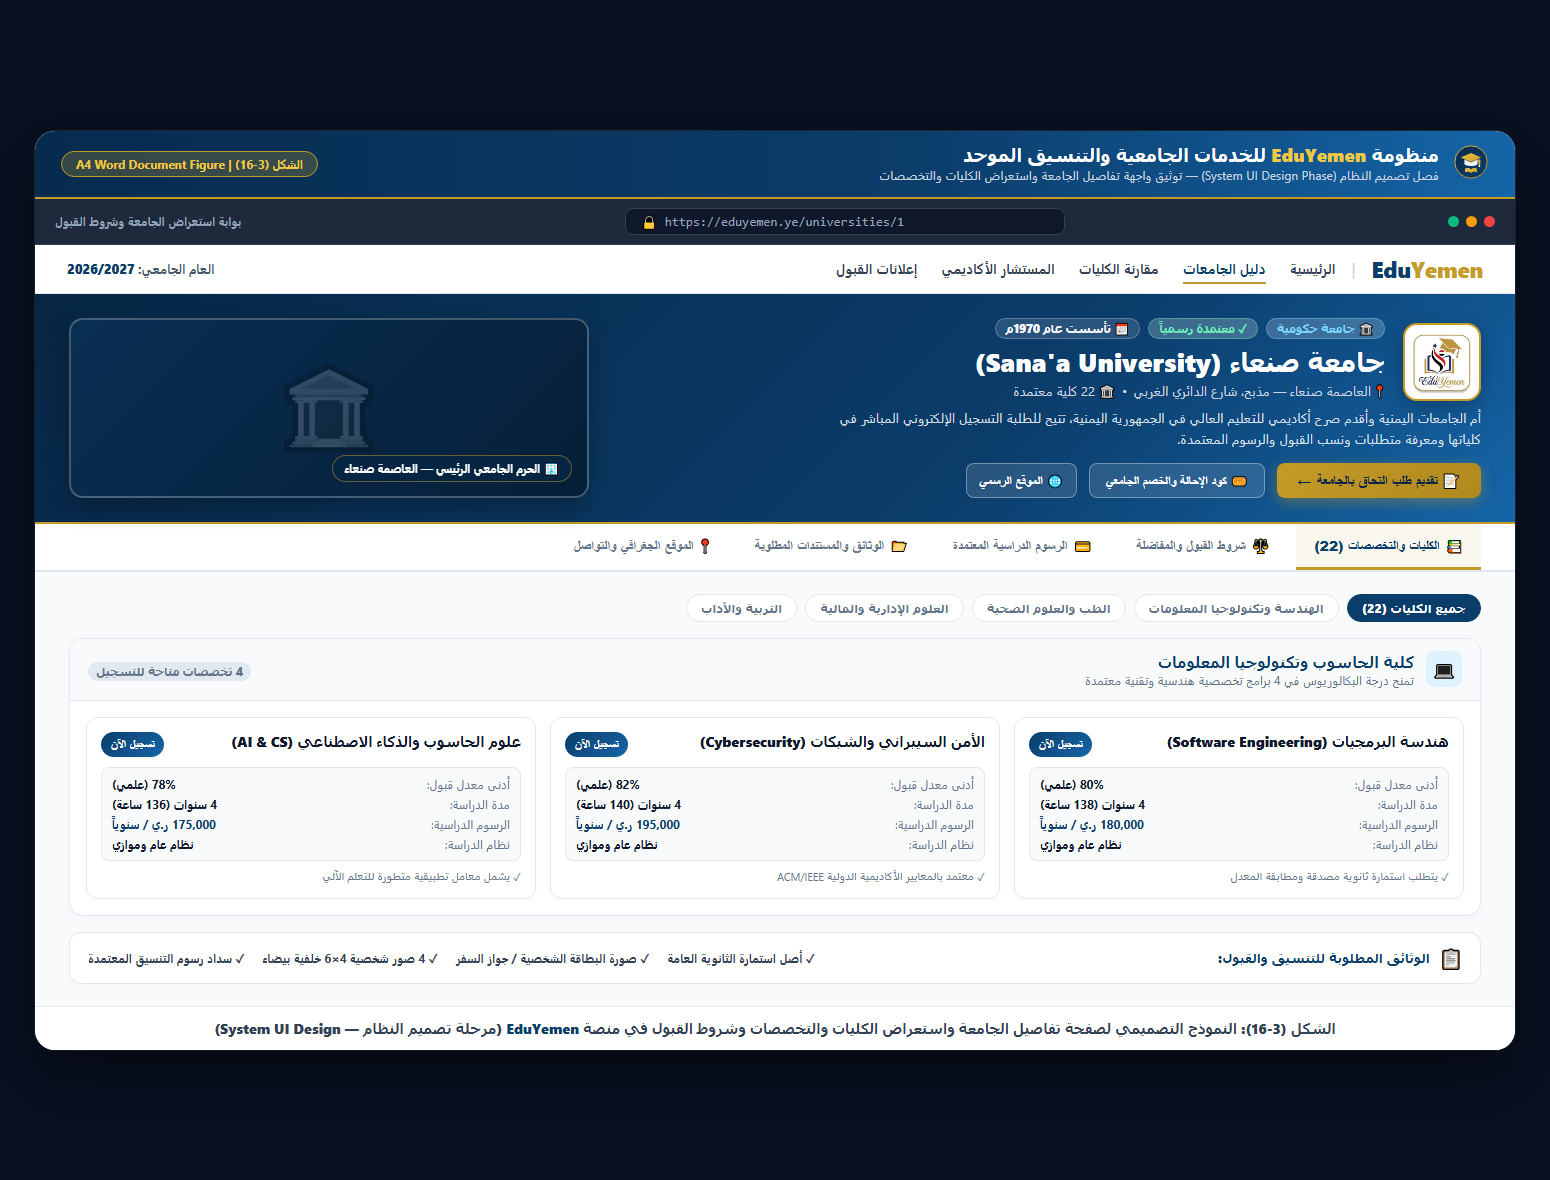 منظومة EduYemen للخدمات الجامعية والتنسيق الموحد
فصل تصميم النظام (System UI Design Phase) — توثيق واجهة تفاصيل الجامعة واستعراض الكليات والتخصصات
الشكل (3-16) | A4 Word Document Figure
https://eduyemen.ye/universities/1
بوابة استعراض الجامعة وشروط القبول
EduYemen | الرئيسية دليل الجامعات مقارنة الكليات المستشار الأكاديمي إعلانات القبول
العام الجامعي: 2026/2027
جامعة حكومية ✓ معتمدة رسمياً تأسست عام 1970م
جامعة صنعاء (Sana'a University)
العاصمة صنعاء — مذبح، شارع الدائري الغربي • 22 كلية معتمدة
EduYemen
أم الجامعات اليمنية وأقدم صرح أكاديمي للتعليم العالي في الجمهورية اليمنية، تتيح للطلبة التسجيل الإلكتروني المباشر في
كلياتها ومعرفة متطلبات ونسب القبول والرسوم المعتمدة.
تقديم طلب التحاق بالجامعة ←
كود الإحالة والخصم الجامعي
الموقع الرسمي
الحرم الجامعي الرئيسي — العاصمة صنعاء
الكليات والتخصصات (22)
شروط القبول والمفاضلة
الرسوم الدراسية المعتمدة
الوثائق والمستندات المطلوبة
الموقع الجغرافي والتواصل
جميع الكليات (22)
الهندسة وتكنولوجيا المعلومات
الطب والعلوم الصحية
العلوم الإدارية والمالية
التربية والآداب
كلية الحاسوب وتكنولوجيا المعلومات
تمنح درجة البكالوريوس في 4 برامج تخصصية هندسية وتقنية معتمدة
4 تخصصات متاحة للتسجيل
هندسة البرمجيات (Software Engineering)
تسجيل الآن
أدنى معدل قبول: 80% (علمي)
مدة الدراسة: 4 سنوات (138 ساعة)
الرسوم الدراسية: 180,000 ر.ي / سنوياً
نظام الدراسة: نظام عام وموازي
✓ يتطلب استمارة ثانوية مصدقة ومطابقة المعدل
الأمن السيبراني والشبكات (Cybersecurity)
تسجيل الآن
أدنى معدل قبول: 82% (علمي)
مدة الدراسة: 4 سنوات (140 ساعة)
الرسوم الدراسية: 195,000 ر.ي / سنوياً
نظام الدراسة: نظام عام وموازي
✓ معتمد بالمعايير الأكاديمية الدولية ACM/IEEE
علوم الحاسوب والذكاء الاصطناعي (AI & CS)
تسجيل الآن
أدنى معدل قبول: 78% (علمي)
مدة الدراسة: 4 سنوات (136 ساعة)
الرسوم الدراسية: 175,000 ر.ي / سنوياً
نظام الدراسة: نظام عام وموازي
✓ يشمل معامل تطبيقية متطورة للتعلم الآلي
الوثائق المطلوبة للتنسيق والقبول:
✓ أصل استمارة الثانوية العامة ✓ صورة البطاقة الشخصية / جواز السفر ✓ 4 صور شخصية 4×6 خلفية بيضاء ✓ سداد رسوم التنسيق المعتمدة
الشكل (3-16): النموذج التصميمي لصفحة تفاصيل الجامعة واستعراض الكليات والتخصصات وشروط القبول في منصة EduYemen (مرحلة تصميم النظام — System UI Design)